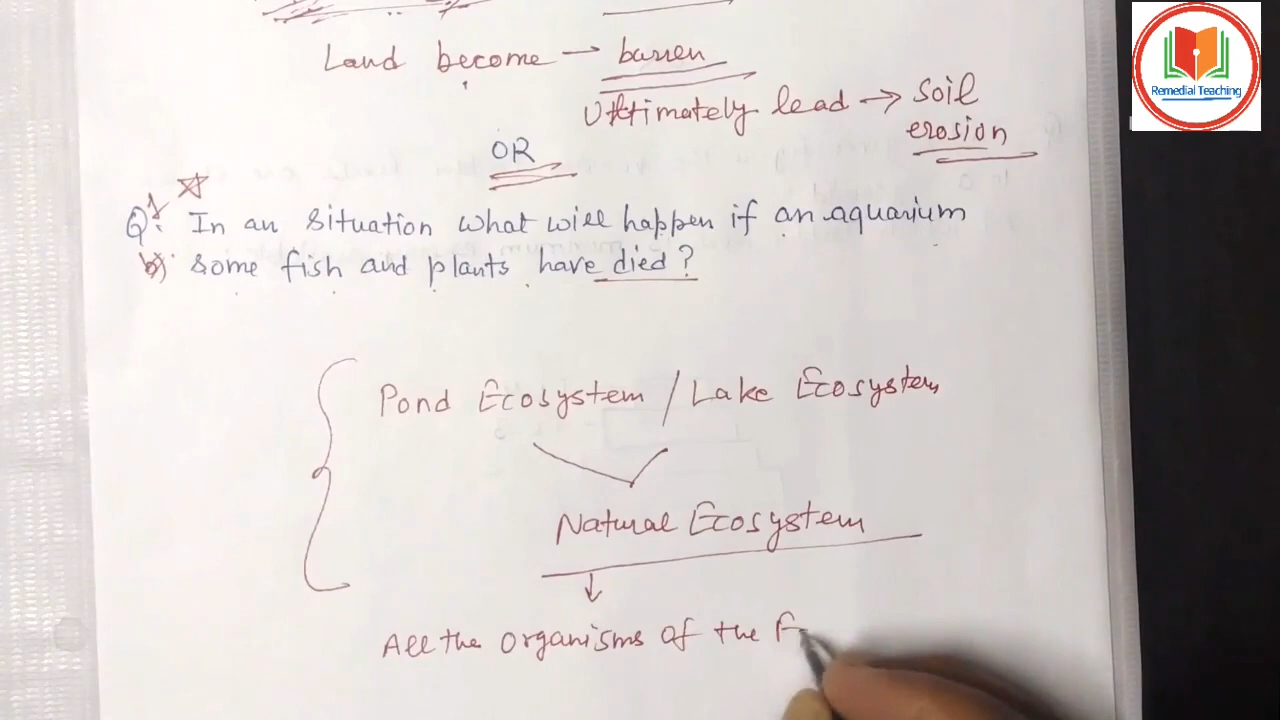 Land become → barren
Ultimately lead → soil
erosion
OR
Q. In an situation what will happen if an aquarium
b) some fish and plants have died?
Pond Ecosystem / Lake Ecosystem
Natural Ecosystem
All the organisms of the F
Remedial Teaching